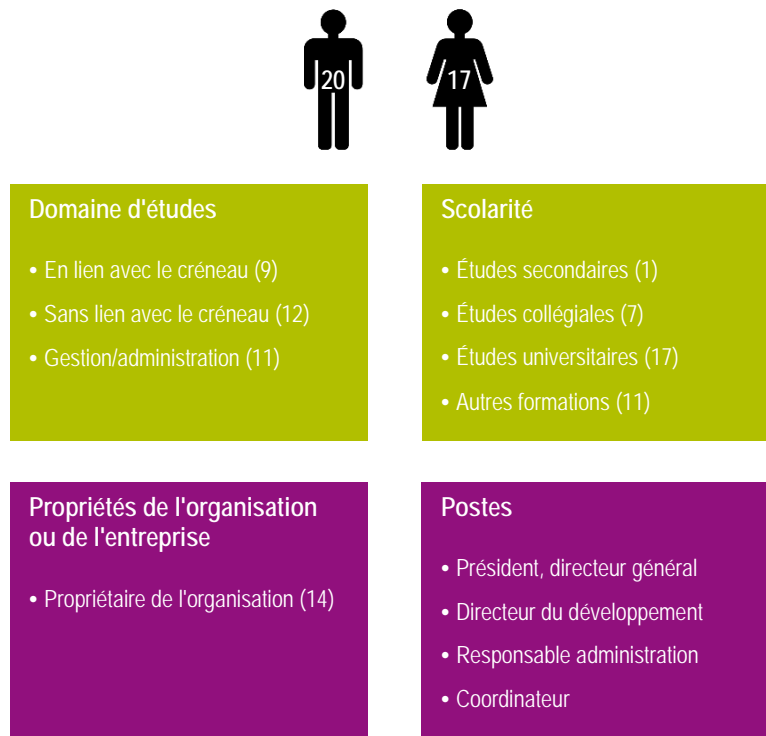 20
17
Domaine d'études
• En lien avec le créneau (9)
• Sans lien avec le créneau (12)
• Gestion/administration (11)
Scolarité
• Études secondaires (1)
• Études collégiales (7)
• Études universitaires (17)
• Autres formations (11)
Propriétés de l'organisation
ou de l'entreprise
• Propriétaire de l'organisation (14)
Postes
• Président, directeur général
• Directeur du développement
• Responsable administration
• Coordinateur